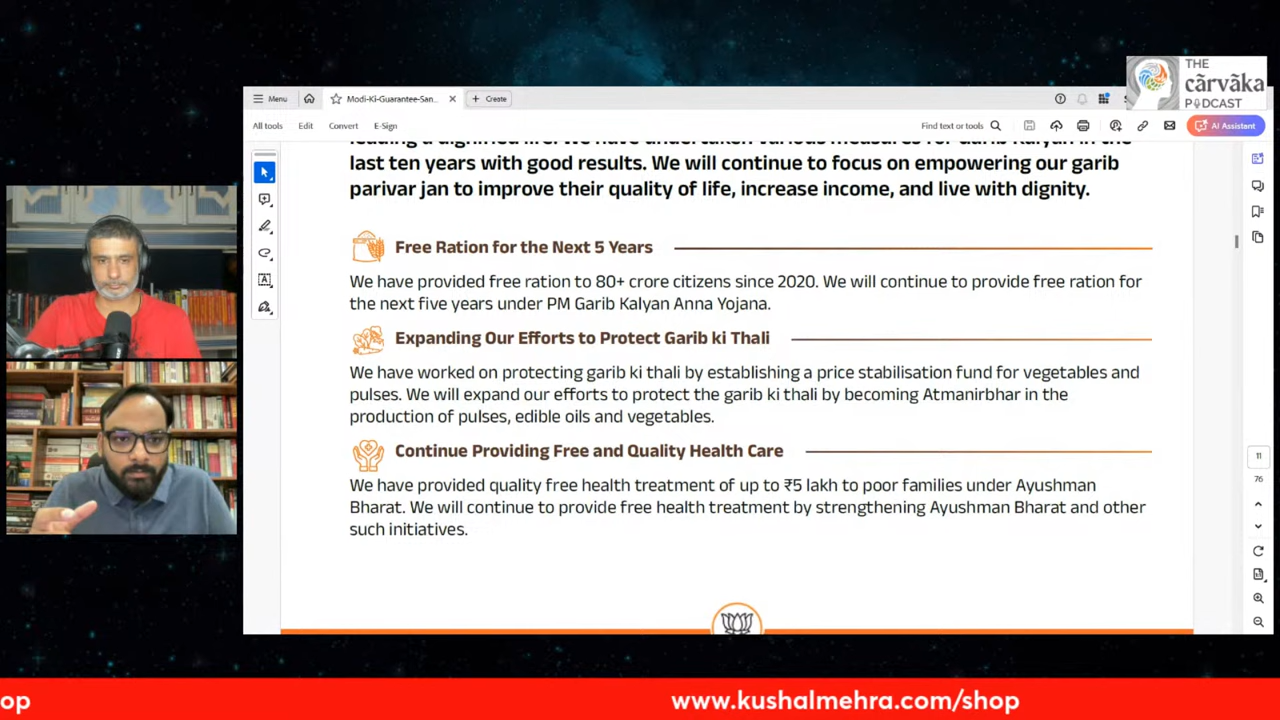 THE
cārvāka
PODCAST
Menu
Modi-Ki-Guarantee-San...
Create
All tools
Edit
Convert
E-Sign
Find text or tools
AI Assistant
last ten years with good results. We will continue to focus on empowering our garib
parivar jan to improve their quality of life, increase income, and live with dignity.
Free Ration for the Next 5 Years
We have provided free ration to 80+ crore citizens since 2020. We will continue to provide free ration for
the next five years under PM Garib Kalyan Anna Yojana.
Expanding Our Efforts to Protect Garib ki Thali
We have worked on protecting garib ki thali by establishing a price stabilisation fund for vegetables and
pulses. We will expand our efforts to protect the garib ki thali by becoming Atmanirbhar in the
production of pulses, edible oils and vegetables.
Continue Providing Free and Quality Health Care
We have provided quality free health treatment of up to ₹5 lakh to poor families under Ayushman
Bharat. We will continue to provide free health treatment by strengthening Ayushman Bharat and other
such initiatives.
11
76
op
www.kushalmehra.com/shop